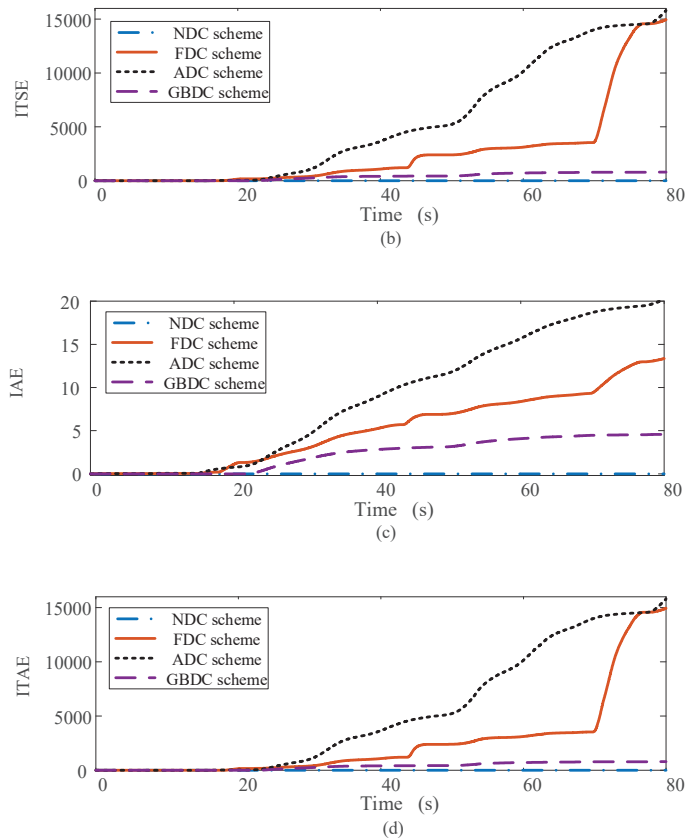 15000
10000
5000
0
ITSE
NDC scheme
FDC scheme
ADC scheme
GBDC scheme
0 20 40 60 80
Time (s)
(b)
20
15
10
5
0
IAE
NDC scheme
FDC scheme
ADC scheme
GBDC scheme
0 20 40 60 80
Time (s)
(c)
15000
10000
5000
0
ITAE
NDC scheme
FDC scheme
ADC scheme
GBDC scheme
0 20 40 60 80
Time (s)
(d)